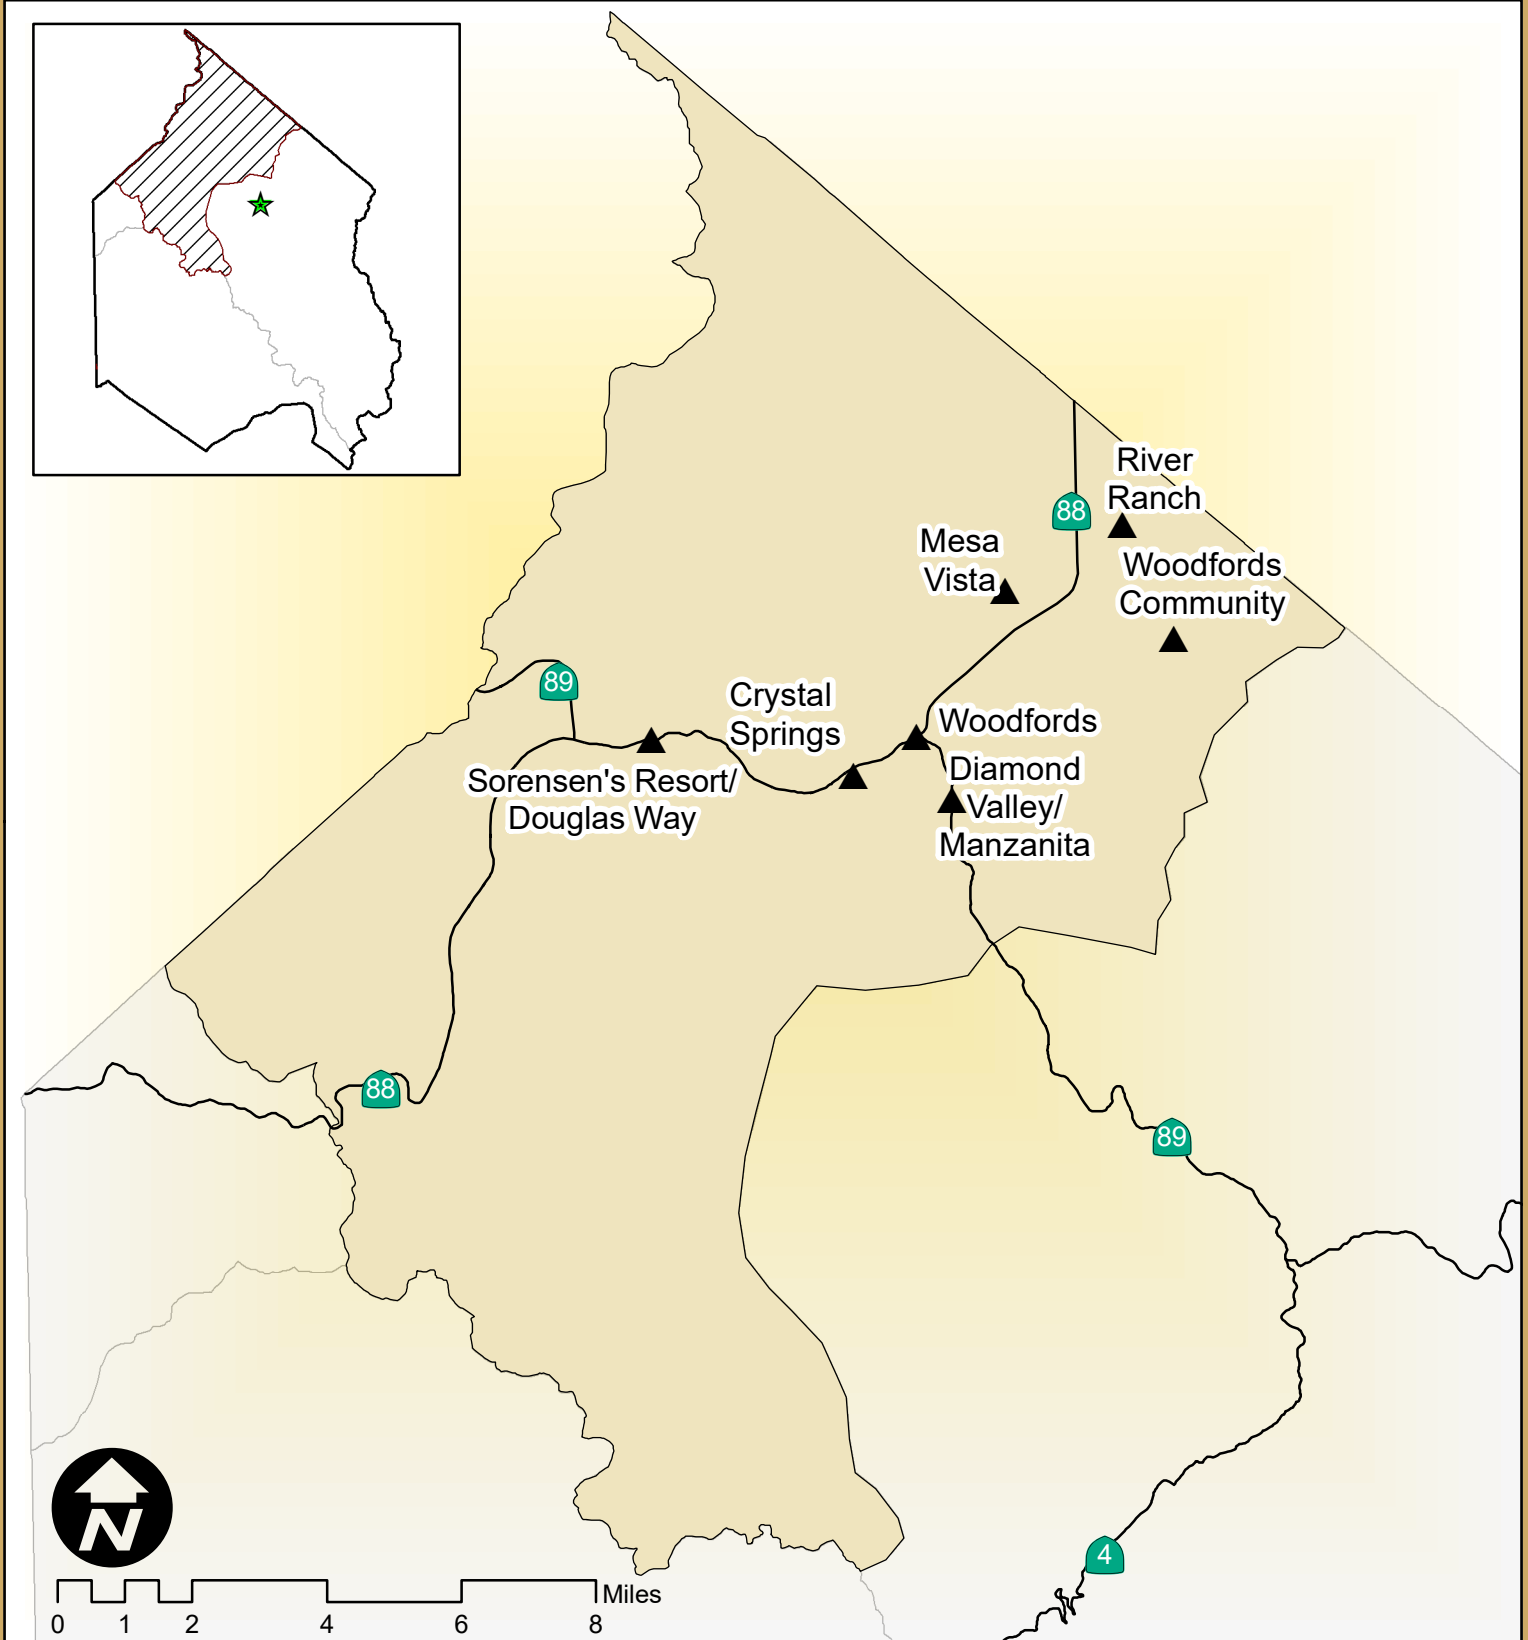 River
Ranch
88
Mesa
Vista
Woodfords
Community
89
Crystal
Springs
Woodfords
Sorensen's Resort/
Douglas Way
Diamond
Valley/
Manzanita
88
89
N
4
Miles
0 1 2 4 6 8